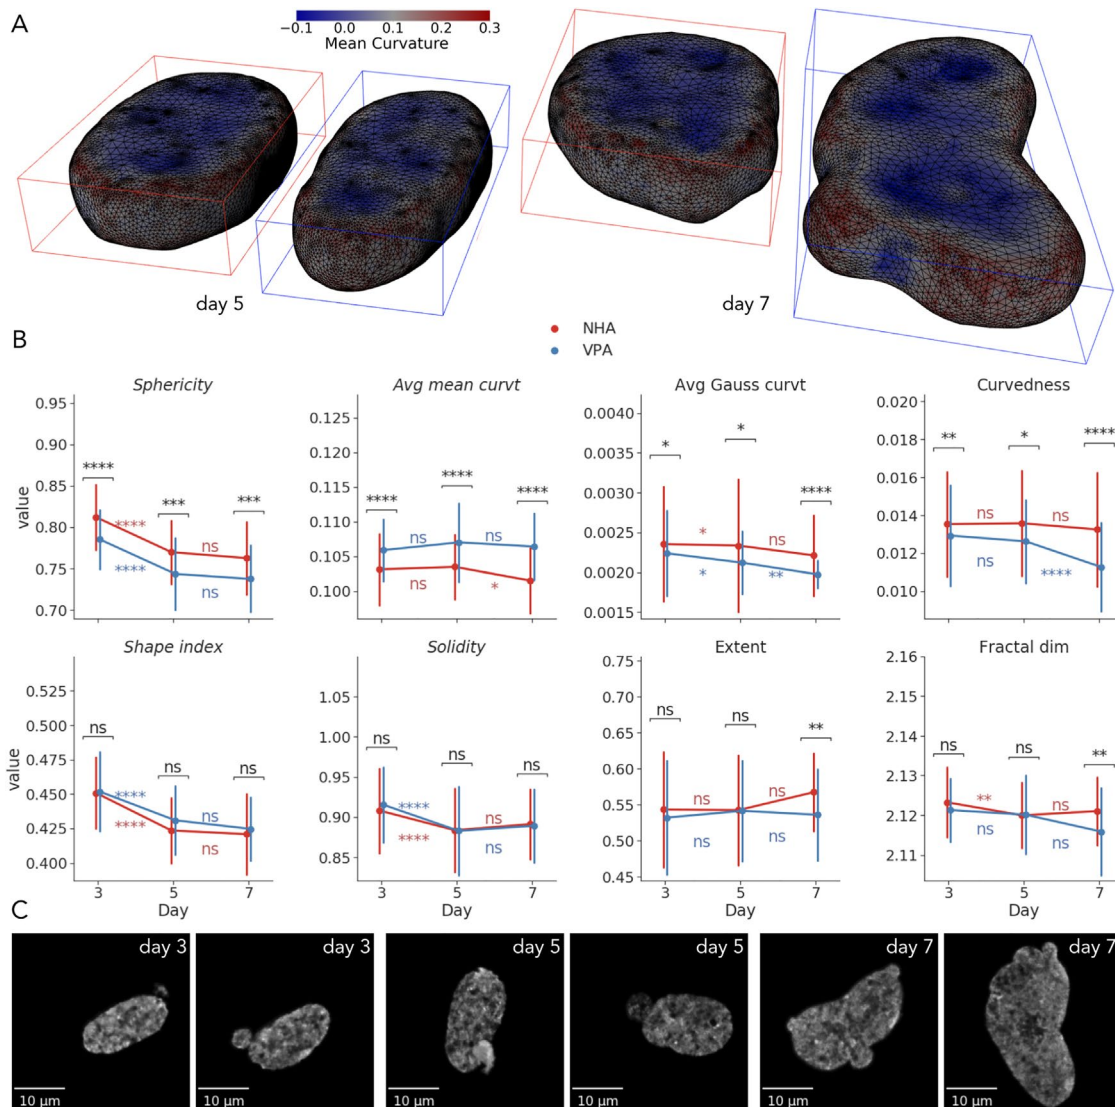 A
−0.1 0.0 0.1 0.2 0.3
Mean Curvature
day 5
day 7
B
NHA
VPA
Sphericity
Avg mean curvt
Avg Gauss curvt
Curvedness
value
0.95
0.90
0.85
0.80
0.75
0.70
****
***
***
****
ns
****
ns
0.125
0.120
0.115
0.110
0.105
0.100
****
****
****
ns
ns
ns
*
0.0040
0.0035
0.0030
0.0025
0.0020
0.0015
*
*
****
*
ns
*
**
0.020
0.018
0.016
0.014
0.012
0.010
**
*
****
ns
ns
ns
****
Shape index
Solidity
Extent
Fractal dim
value
0.525
0.500
0.475
0.450
0.425
0.400
ns
ns
ns
****
ns
****
ns
3 5 7
Day
1.05
1.00
0.95
0.90
0.85
ns
ns
ns
****
ns
****
ns
3 5 7
Day
0.75
0.70
0.65
0.60
0.55
0.50
0.45
ns
ns
**
ns
ns
ns
ns
3 5 7
Day
2.16
2.15
2.14
2.13
2.12
2.11
ns
ns
**
**
ns
ns
ns
3 5 7
Day
C
day 3
day 3
day 5
day 5
day 7
day 7
10 µm
10 µm
10 µm
10 µm
10 µm
10 µm